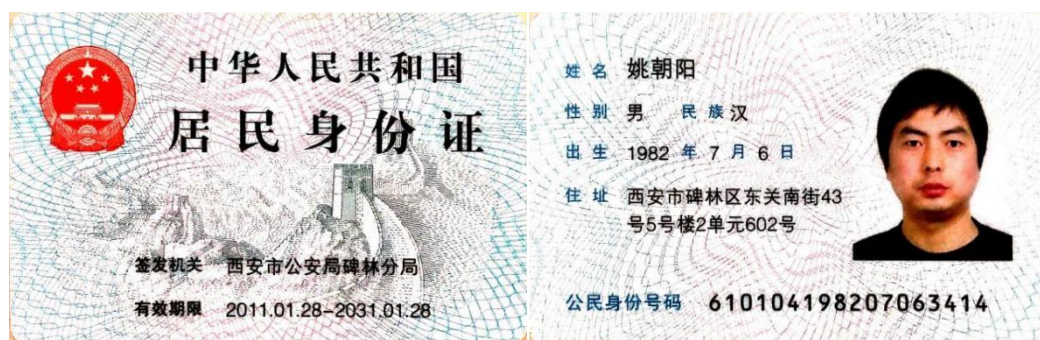 中华人民共和国
居民身份证
签发机关 西安市公安局碑林分局
有效期限 2011.01.28-2031.01.28
姓名 姚朝阳
性别 男 民族 汉
出生 1982 年 7 月 6 日
住址 西安市碑林区东关南街43
号5号楼2单元602号
公民身份号码 610104198207063414